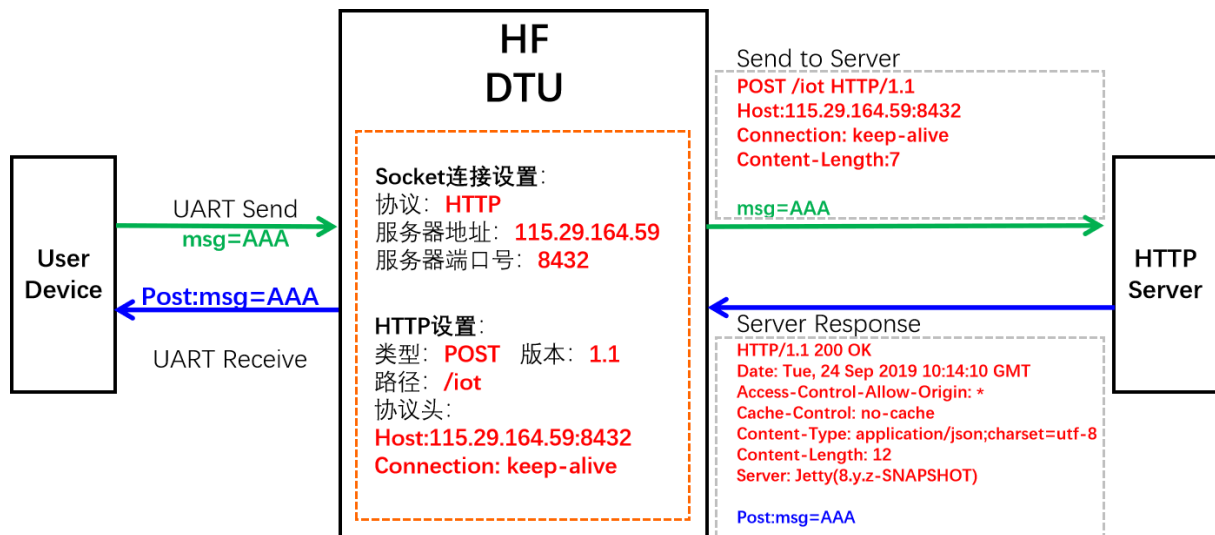 HF
DTU
Socket连接设置:
协议: HTTP
服务器地址: 115.29.164.59
服务器端口号: 8432
HTTP设置:
类型: POST 版本: 1.1
路径: /iot
协议头:
Host:115.29.164.59:8432
Connection: keep-alive
User
Device
UART Send
msg=AAA
Post:msg=AAA
UART Receive
Send to Server
POST /iot HTTP/1.1
Host:115.29.164.59:8432
Connection: keep-alive
Content-Length:7
msg=AAA
Server Response
HTTP/1.1 200 OK
Date: Tue, 24 Sep 2019 10:14:10 GMT
Access-Control-Allow-Origin: *
Cache-Control: no-cache
Content-Type: application/json;charset=utf-8
Content-Length: 12
Server: Jetty(8.y.z-SNAPSHOT)
Post:msg=AAA
HTTP
Server